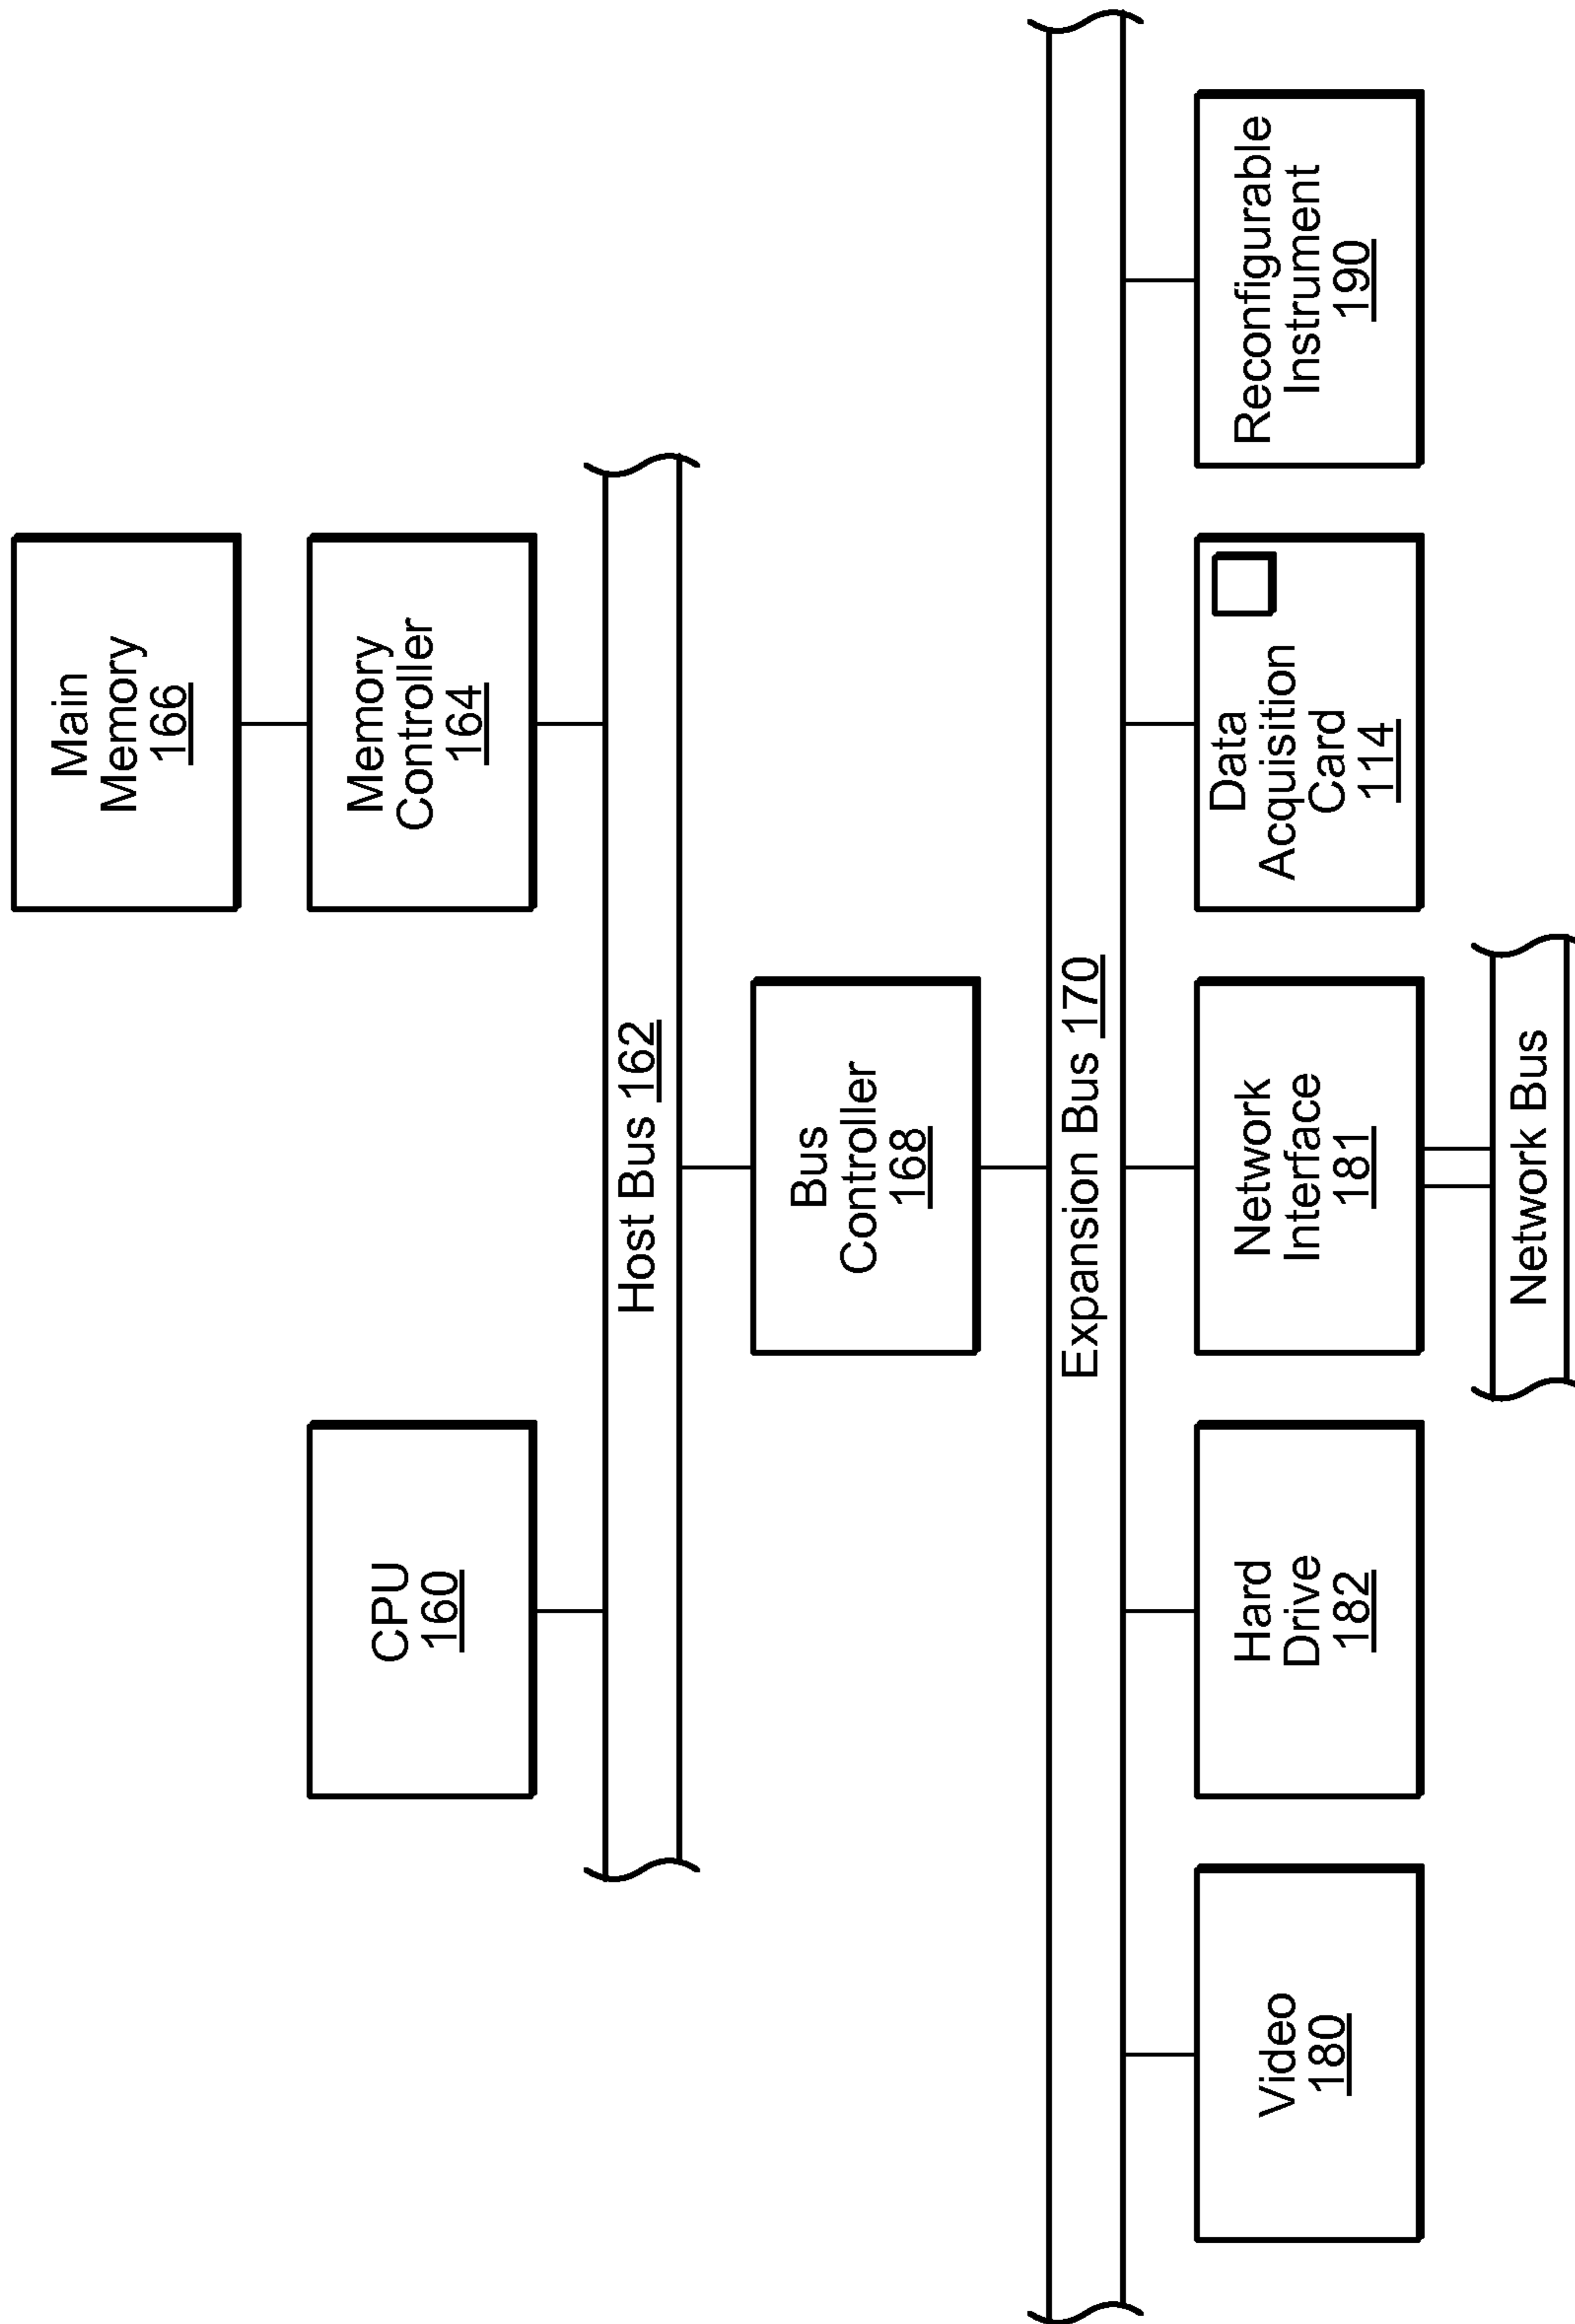 Main
Memory
166
CPU
160
Memory
Controller
164
Host Bus 162
Bus
Controller
168
Expansion Bus 170
Video
180
Hard
Drive
182
Network
Interface
181
Data
Acquisition
Card
114
Reconfigurable
Instrument
190
Network Bus